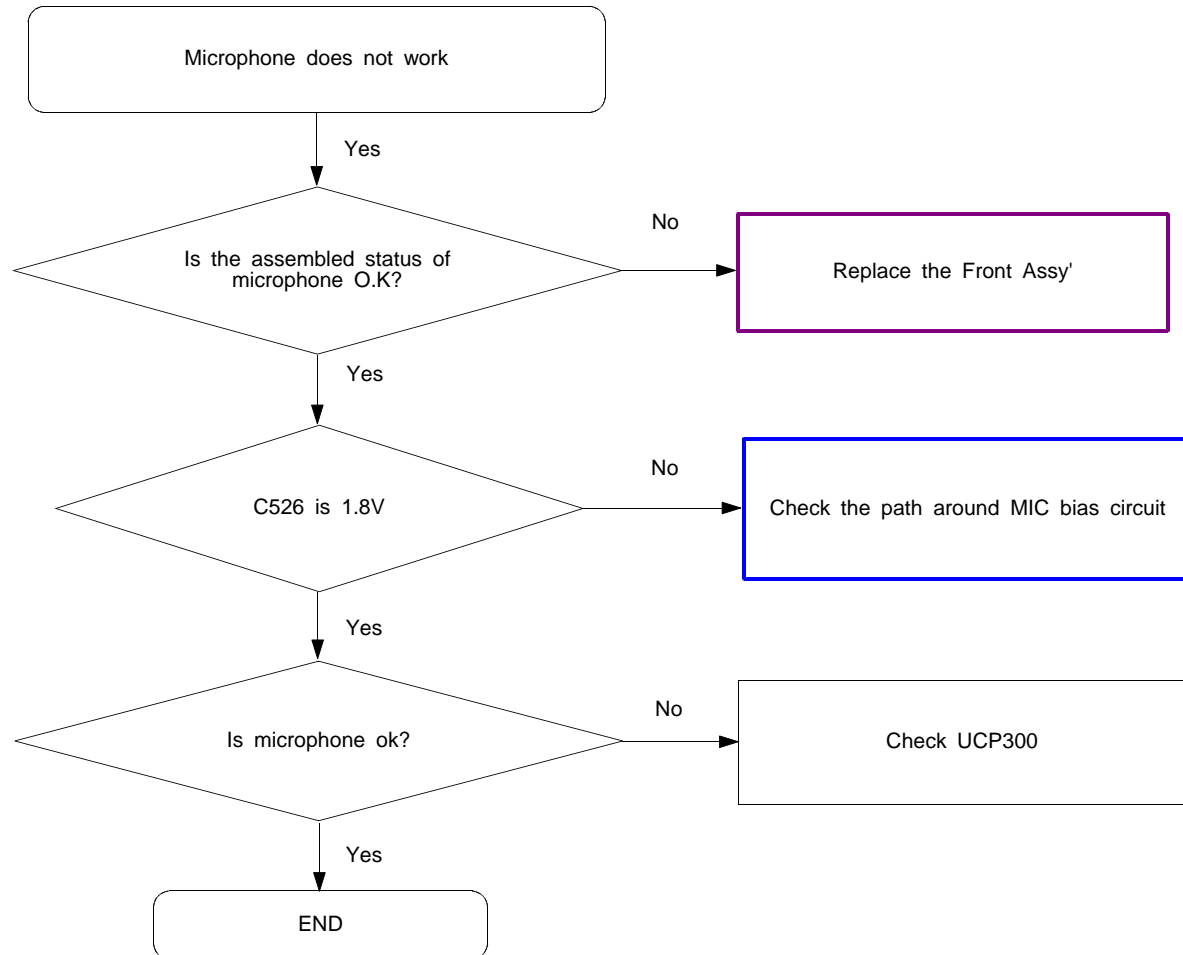 Microphone does not work
Yes
Is the assembled status of
microphone O.K?
No
Replace the Front Assy'
Yes
C526 is 1.8V
No
Check the path around MIC bias circuit
Yes
Is microphone ok?
No
Check UCP300
Yes
END